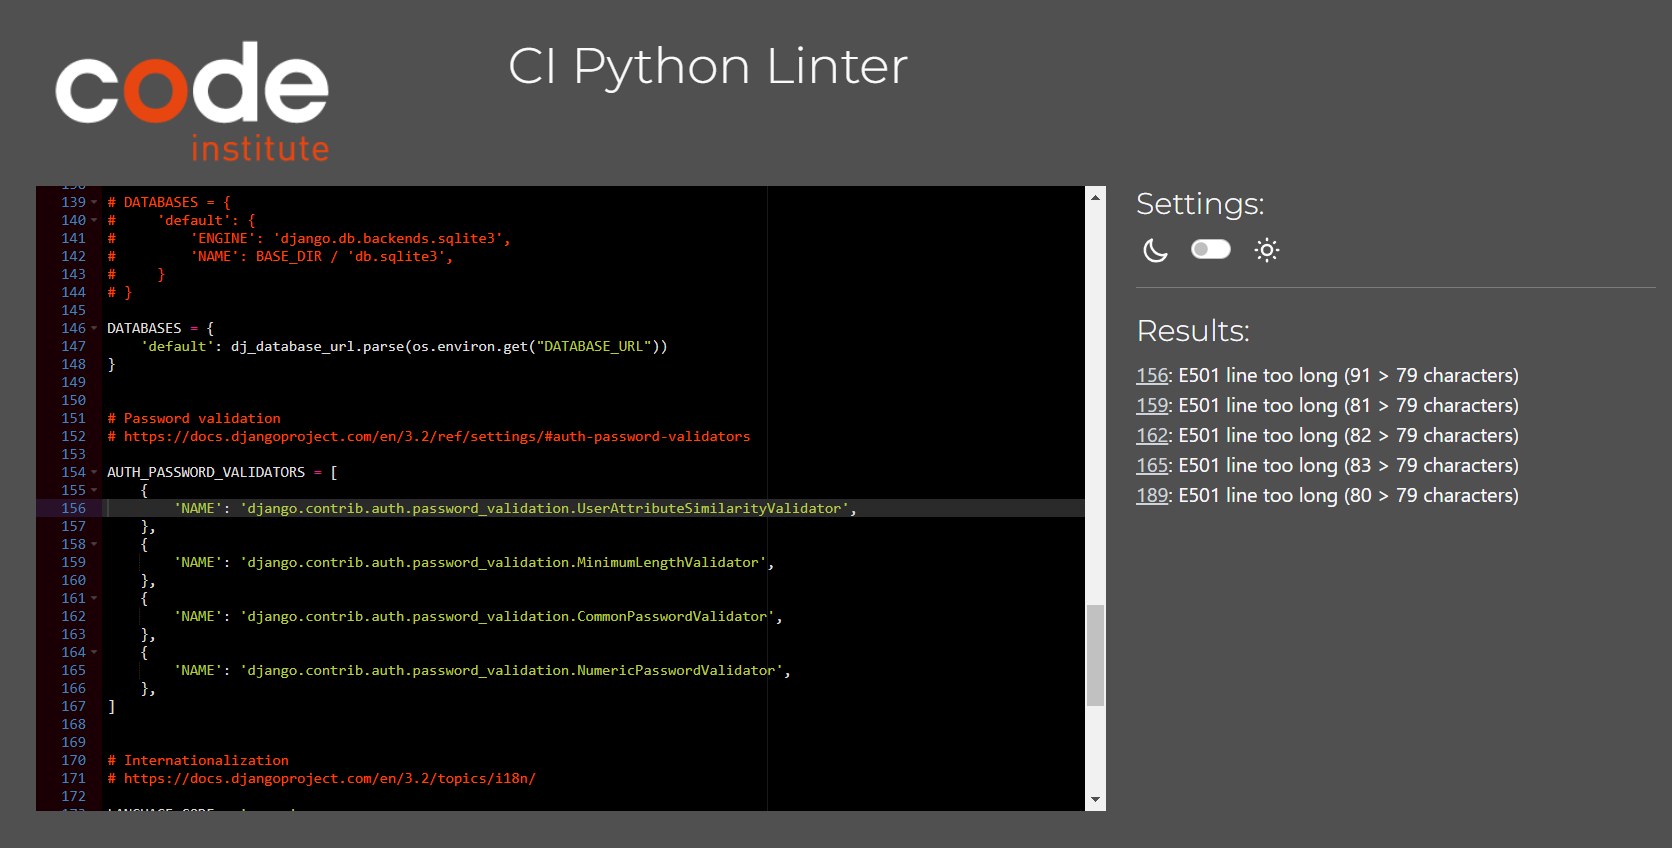 code
institute
CI Python Linter
139 # DATABASES = {
140 #     'default': {
141 #         'ENGINE': 'django.db.backends.sqlite3',
142 #         'NAME': BASE_DIR / 'db.sqlite3',
143 #     }
144 # }
145
146 DATABASES = {
147     'default': dj_database_url.parse(os.environ.get("DATABASE_URL"))
148 }
149
150
151 # Password validation
152 # https://docs.djangoproject.com/en/3.2/ref/settings/#auth-password-validators
153
154 AUTH_PASSWORD_VALIDATORS = [
155     {
156         'NAME': 'django.contrib.auth.password_validation.UserAttributeSimilarityValidator',
157     },
158     {
159         'NAME': 'django.contrib.auth.password_validation.MinimumLengthValidator',
160     },
161     {
162         'NAME': 'django.contrib.auth.password_validation.CommonPasswordValidator',
163     },
164     {
165         'NAME': 'django.contrib.auth.password_validation.NumericPasswordValidator',
166     },
167 ]
168
169
170 # Internationalization
171 # https://docs.djangoproject.com/en/3.2/topics/i18n/
172
Settings:
Results:
156: E501 line too long (91 > 79 characters)
159: E501 line too long (81 > 79 characters)
162: E501 line too long (82 > 79 characters)
165: E501 line too long (83 > 79 characters)
189: E501 line too long (80 > 79 characters)